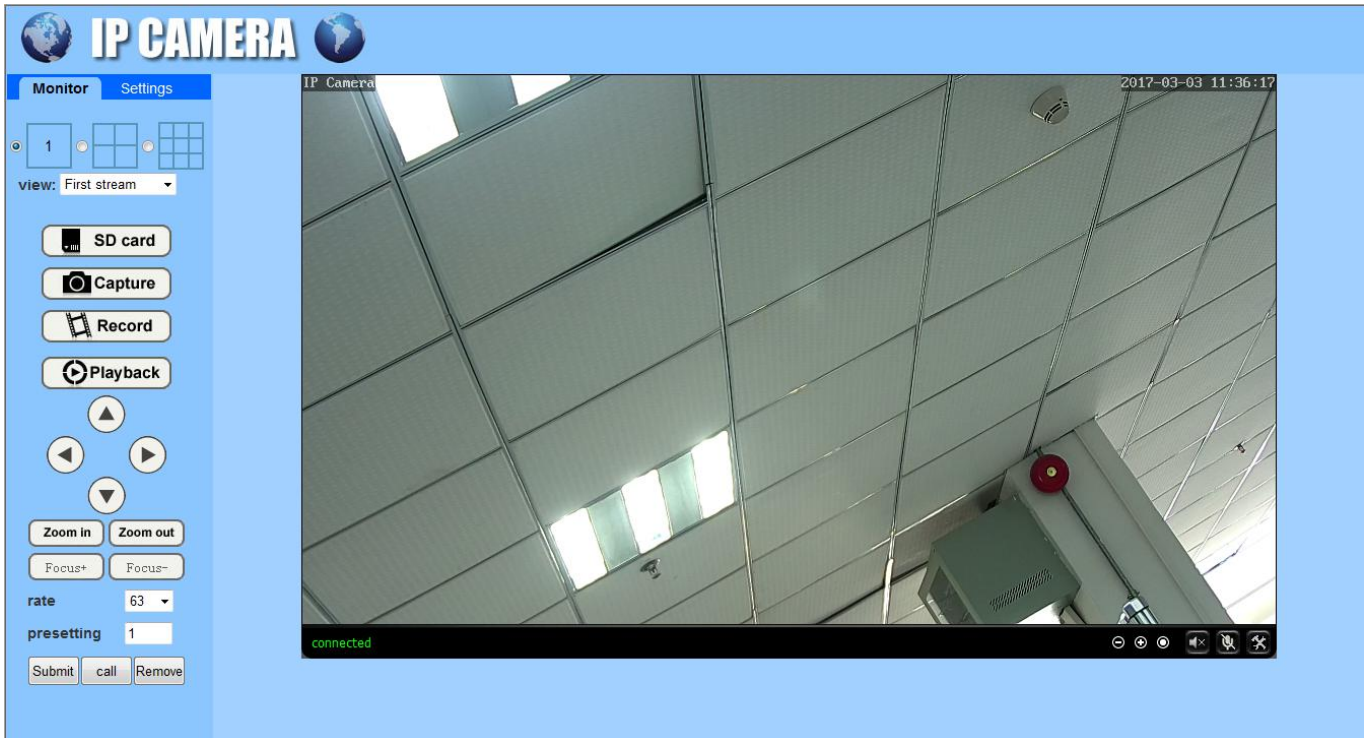 IP CAMERA
Monitor
Settings
IP Camera
2017-03-03 11:36:17
1
view: First stream
SD card
Capture
Record
Playback
Zoom in
Zoom out
Focus+
Focus-
rate 63
presetting 1
Submit
call
Remove
connected